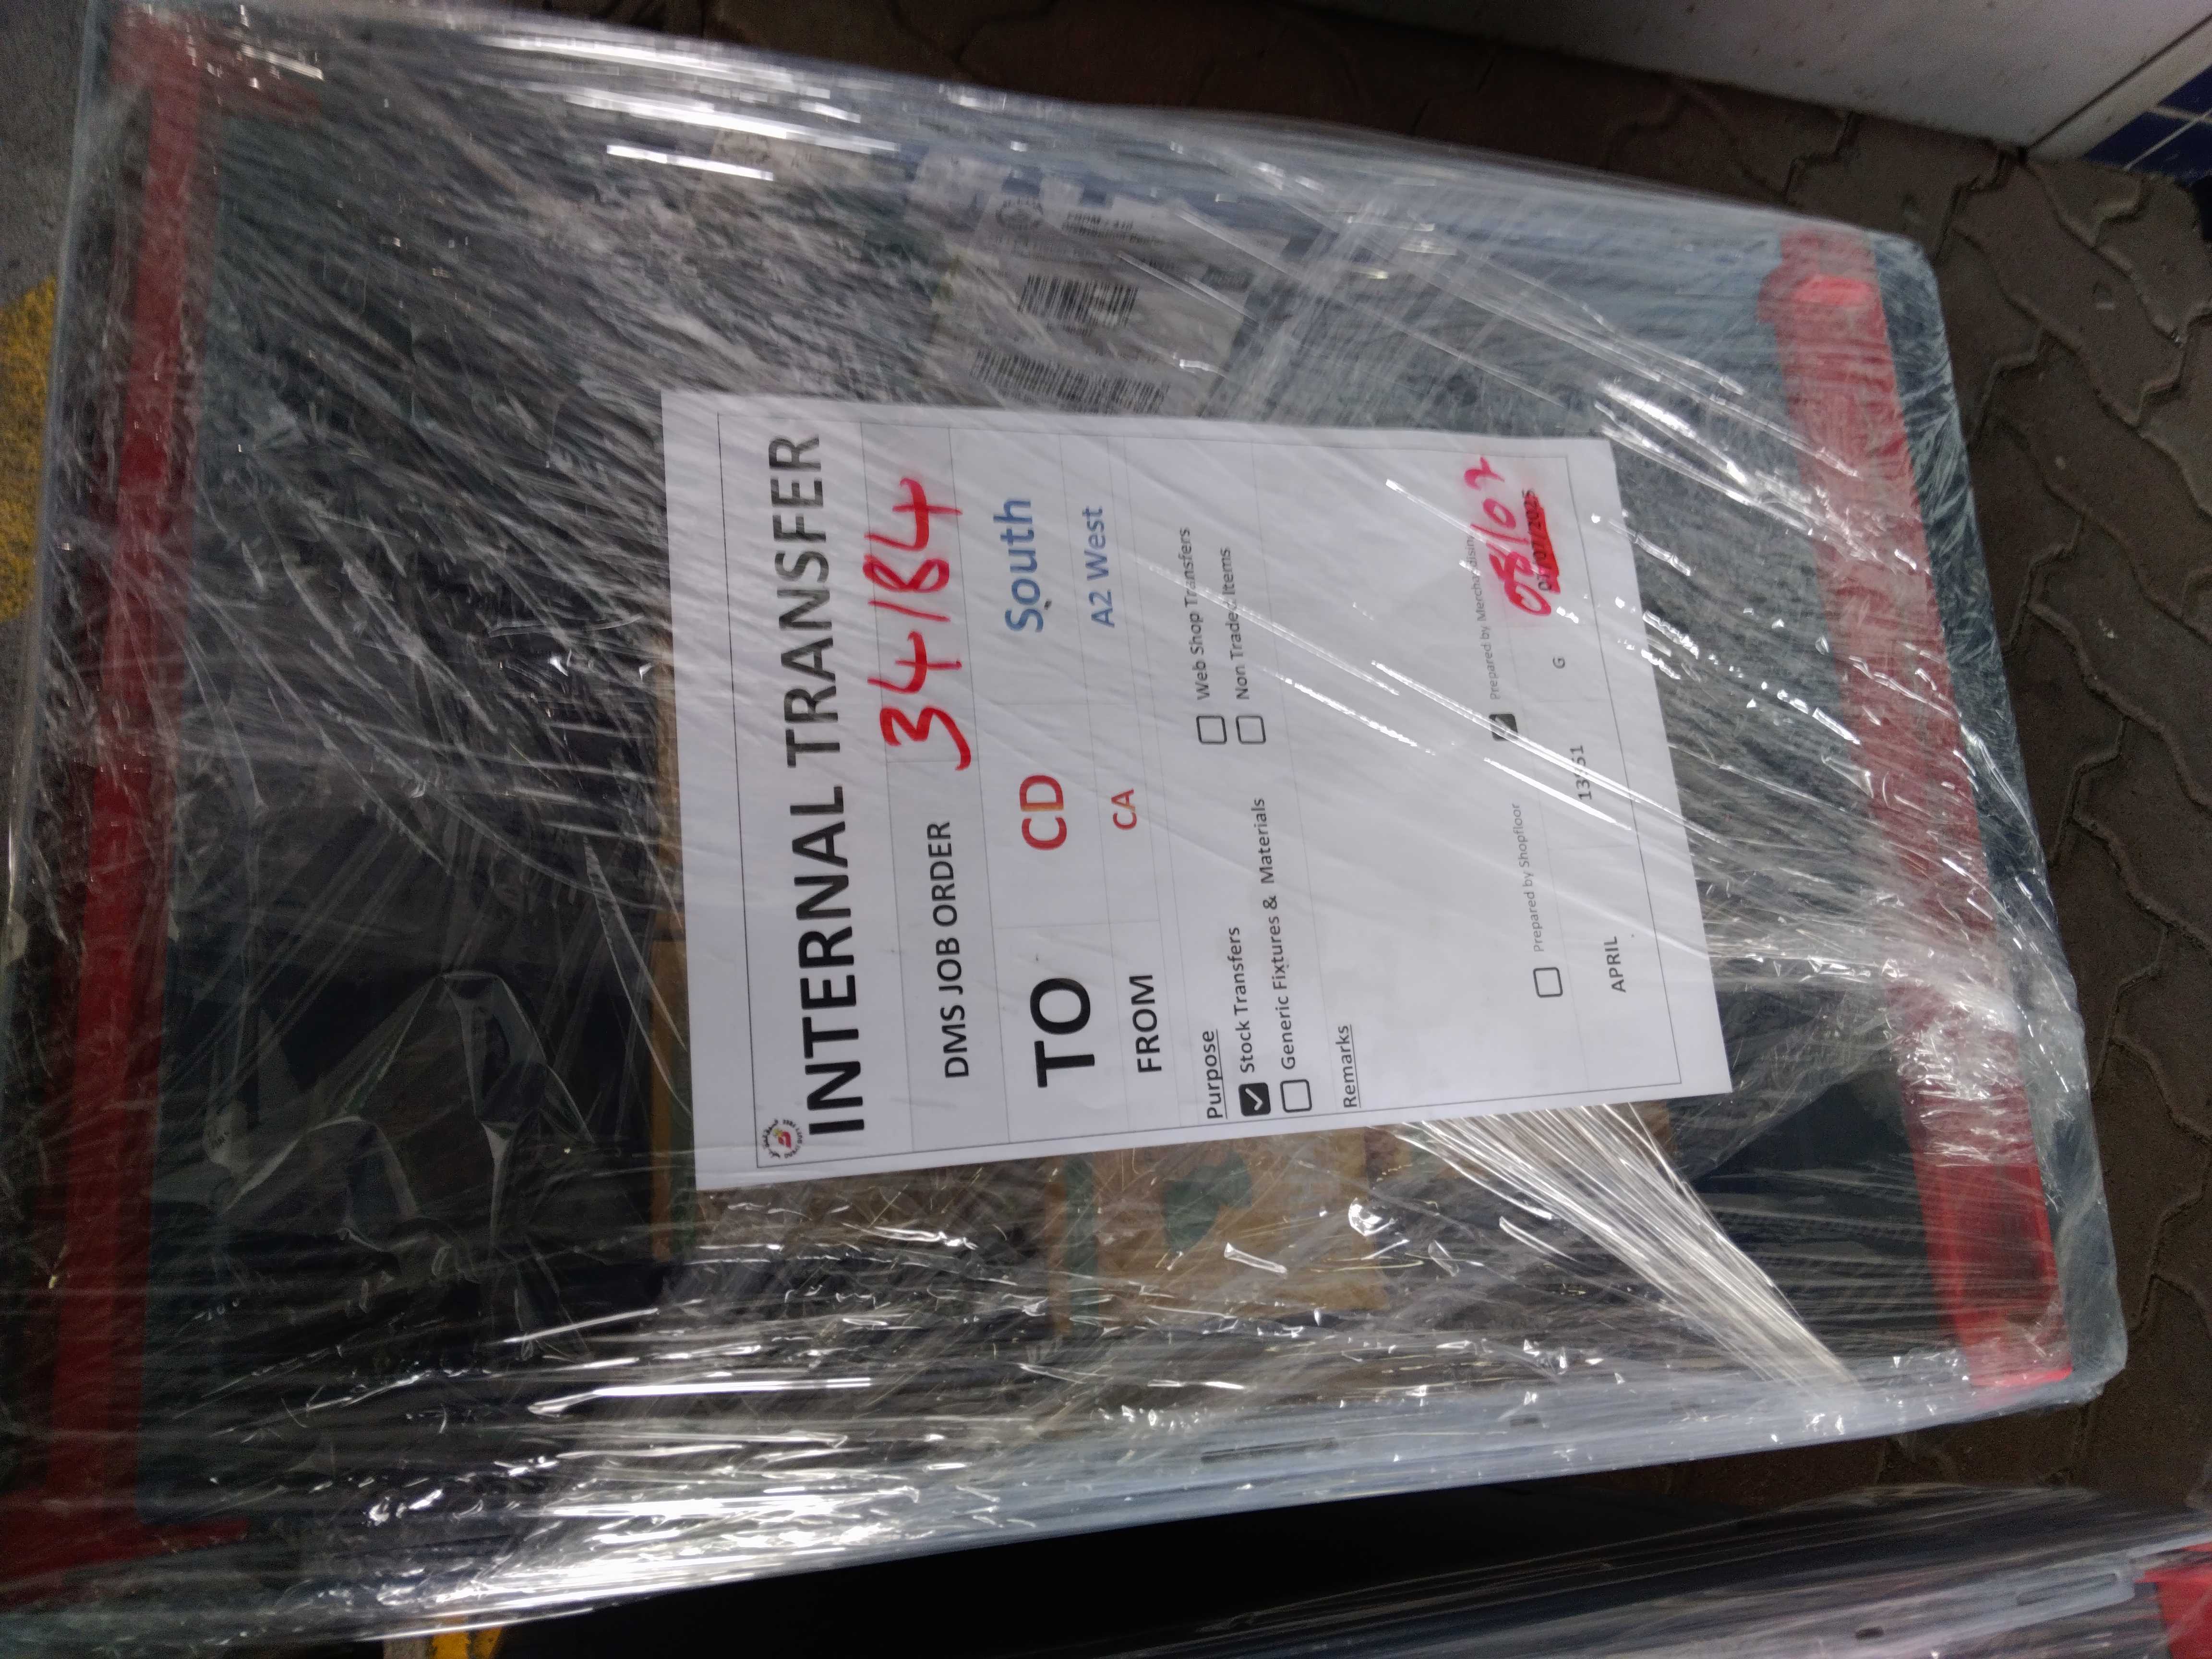 INTERNAL TRANSFER
DMS JOB ORDER 34184
TO CD South
FROM CA A2 West
Purpose
Stock Transfers Web Shop Transfers
Generic Fixtures & Materials Non Traded Items
Remarks
Prepared by Shopfloor Prepared by Merchandising
08/07
APRIL G